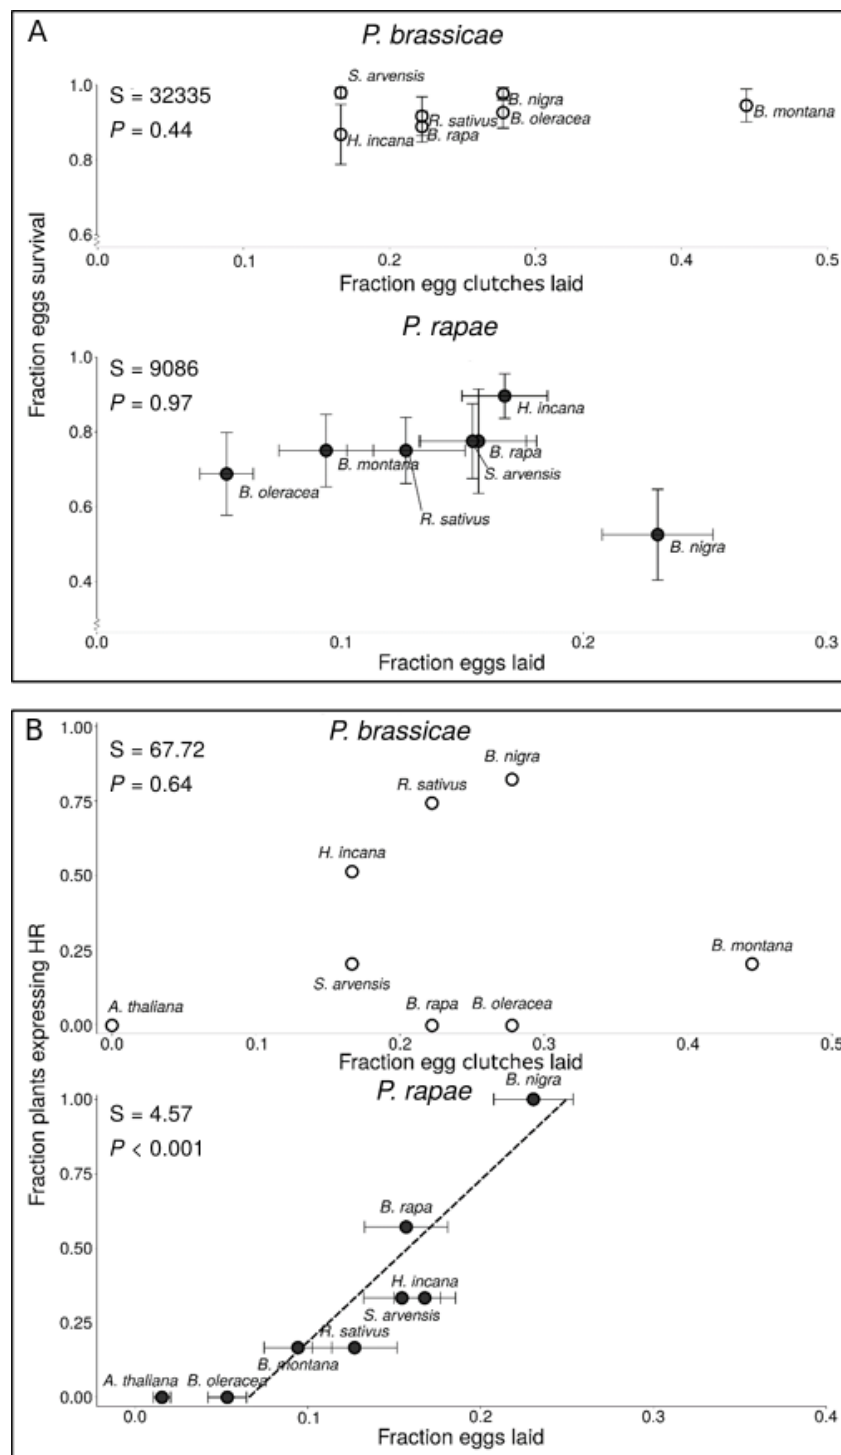 A
P. brassicae
S = 32335
P = 0.44
S. arvensis
H. incana
R. sativus
B. rapa
B. nigra
B. oleracea
B. montana
1.0
0.8
0.6
0.0 0.1 0.2 0.3 0.4 0.5
Fraction egg clutches laid
Fraction eggs survival
P. rapae
S = 9086
P = 0.97
H. incana
B. rapa
S. arvensis
B. montana
B. oleracea
R. sativus
B. nigra
1.0
0.8
0.6
0.4
0.0 0.1 0.2 0.3
Fraction eggs laid
B
P. brassicae
S = 67.72
P = 0.64
B. nigra
R. sativus
H. incana
S. arvensis
B. montana
A. thaliana
B. rapa
B. oleracea
1.00
0.75
0.50
0.25
0.00
0.0 0.1 0.2 0.3 0.4 0.5
Fraction egg clutches laid
Fraction plants expressing HR
P. rapae
S = 4.57
P < 0.001
B. nigra
B. rapa
H. incana
S. arvensis
R. sativus
B. montana
A. thaliana
B. oleracea
1.00
0.75
0.50
0.25
0.00
0.0 0.1 0.2 0.3 0.4
Fraction eggs laid